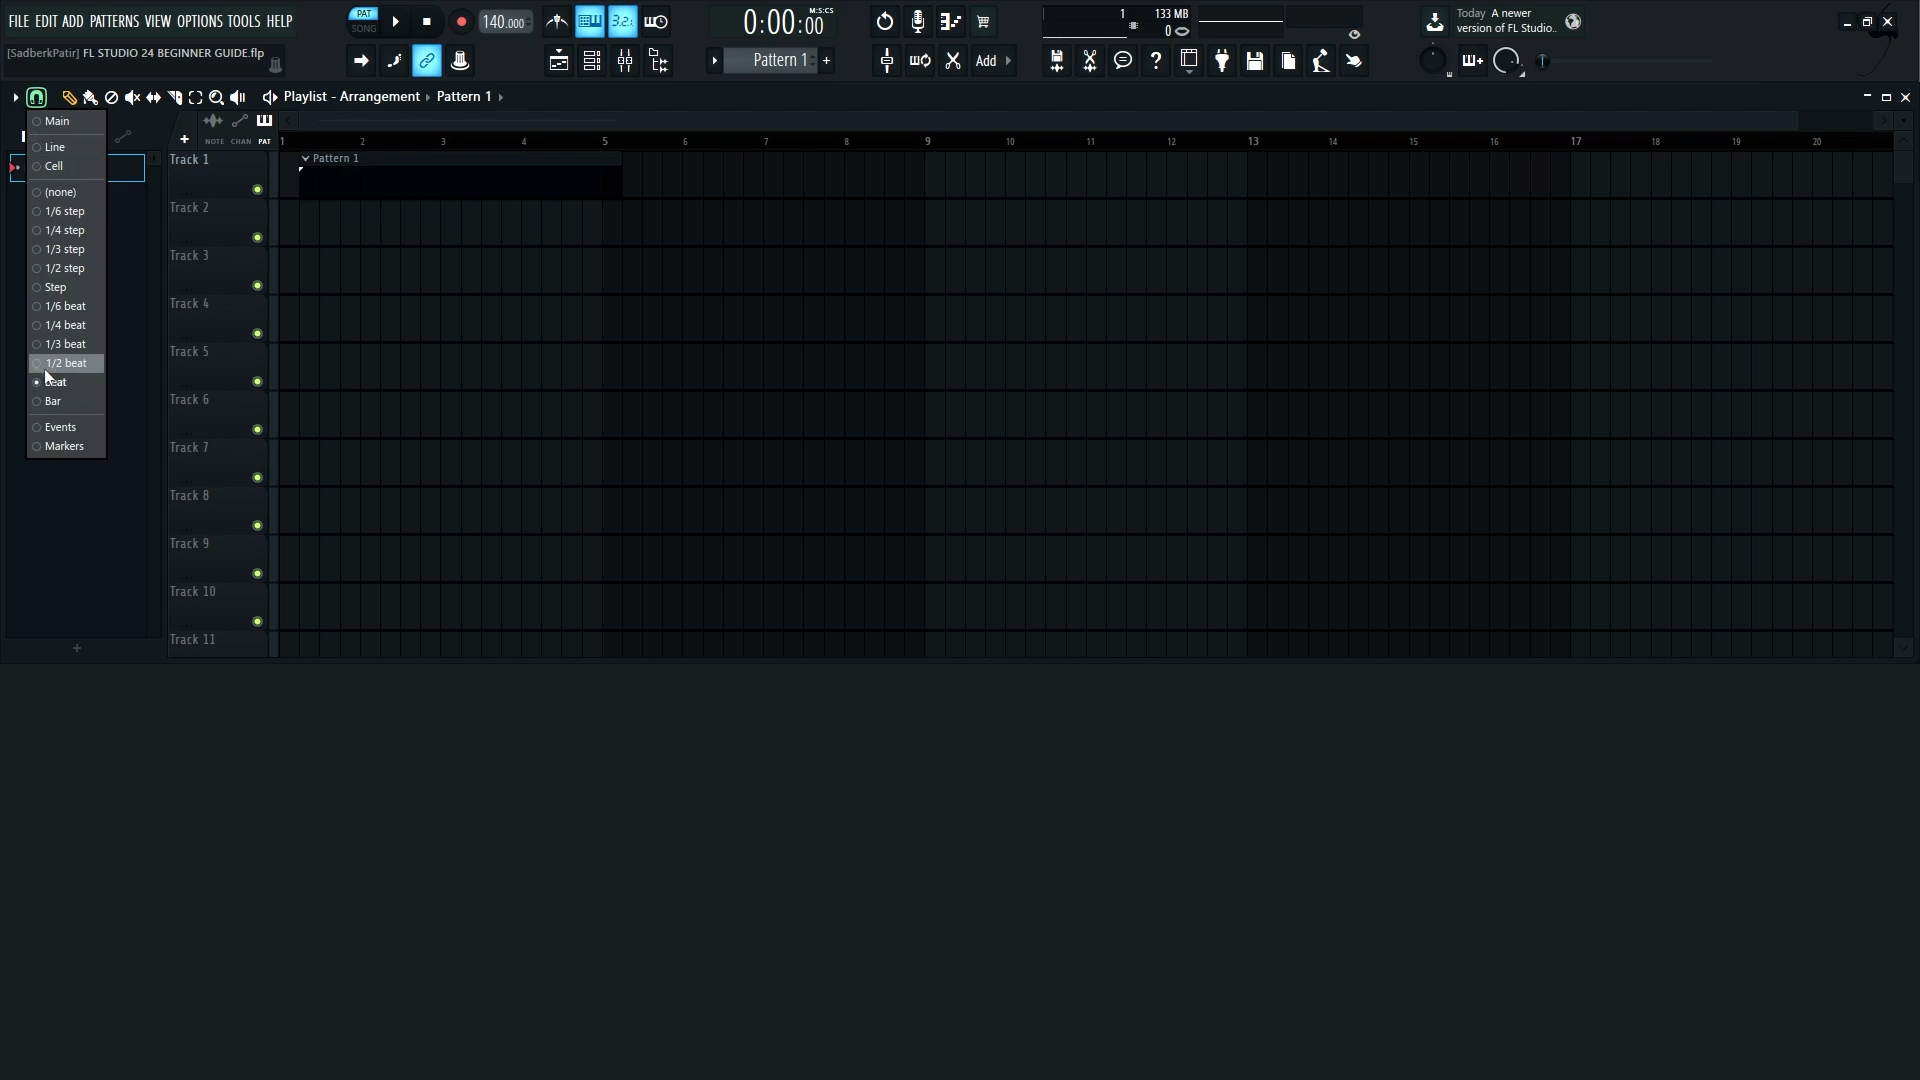 FILE EDIT ADD PATTERNS VIEW OPTIONS TOOLS HELP
[SadberkPatir] FL STUDIO 24 BEGINNER GUIDE.flp
PAT
SONG
140.000
3.2.
0:00:00
M:S:CS
1
133 MB
0
Today A newer
version of FL Studio..
Pattern 1
+
Add
?
Playlist - Arrangement Pattern 1
NOTE CHAN PAT
1 2 3 4 5 6 7 8 9 10 11 12 13 14 15 16 17 18 19 20
Main
Line
Cell
(none)
1/6 step
1/4 step
1/3 step
1/2 step
Step
1/6 beat
1/4 beat
1/3 beat
1/2 beat
Bar
Events
Markers
+
Track 1
Pattern 1
Track 2
Track 3
Track 4
Track 5
Track 6
Track 7
Track 8
Track 9
Track 10
Track 11
+